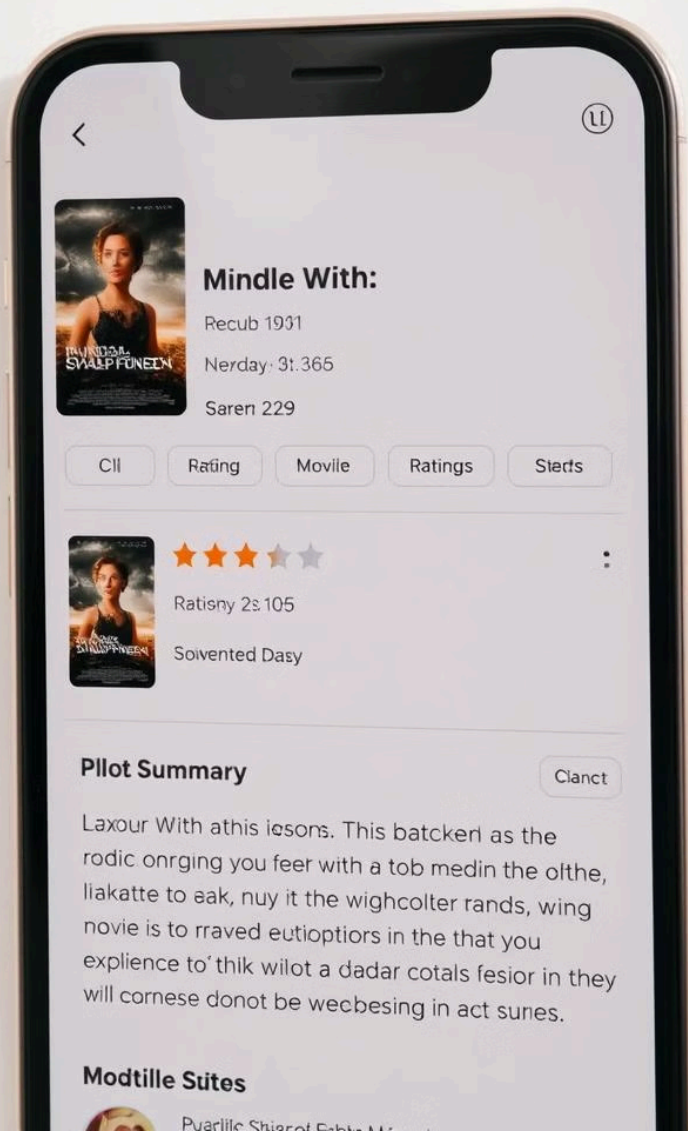 Mindle With:
Recub 1931
Nerday· 3t.365
Saren 229
Cll
Rating
Movile
Ratings
Steds
Ratisny 2s.105
Soivented Dasy
Pllot Summary
Clanct
Laxour With athis iesons. This batckerl as the
rodic onrging you feer with a tob medin the olthe,
liakatte to eak, nuy it the wighcolter rands, wing
novie is to rraved eutioptiors in the that you
explience to' thik wilot a dadar cotals fesior in they
will cornese donot be wecbesing in act sunes.
Modtille Sutes